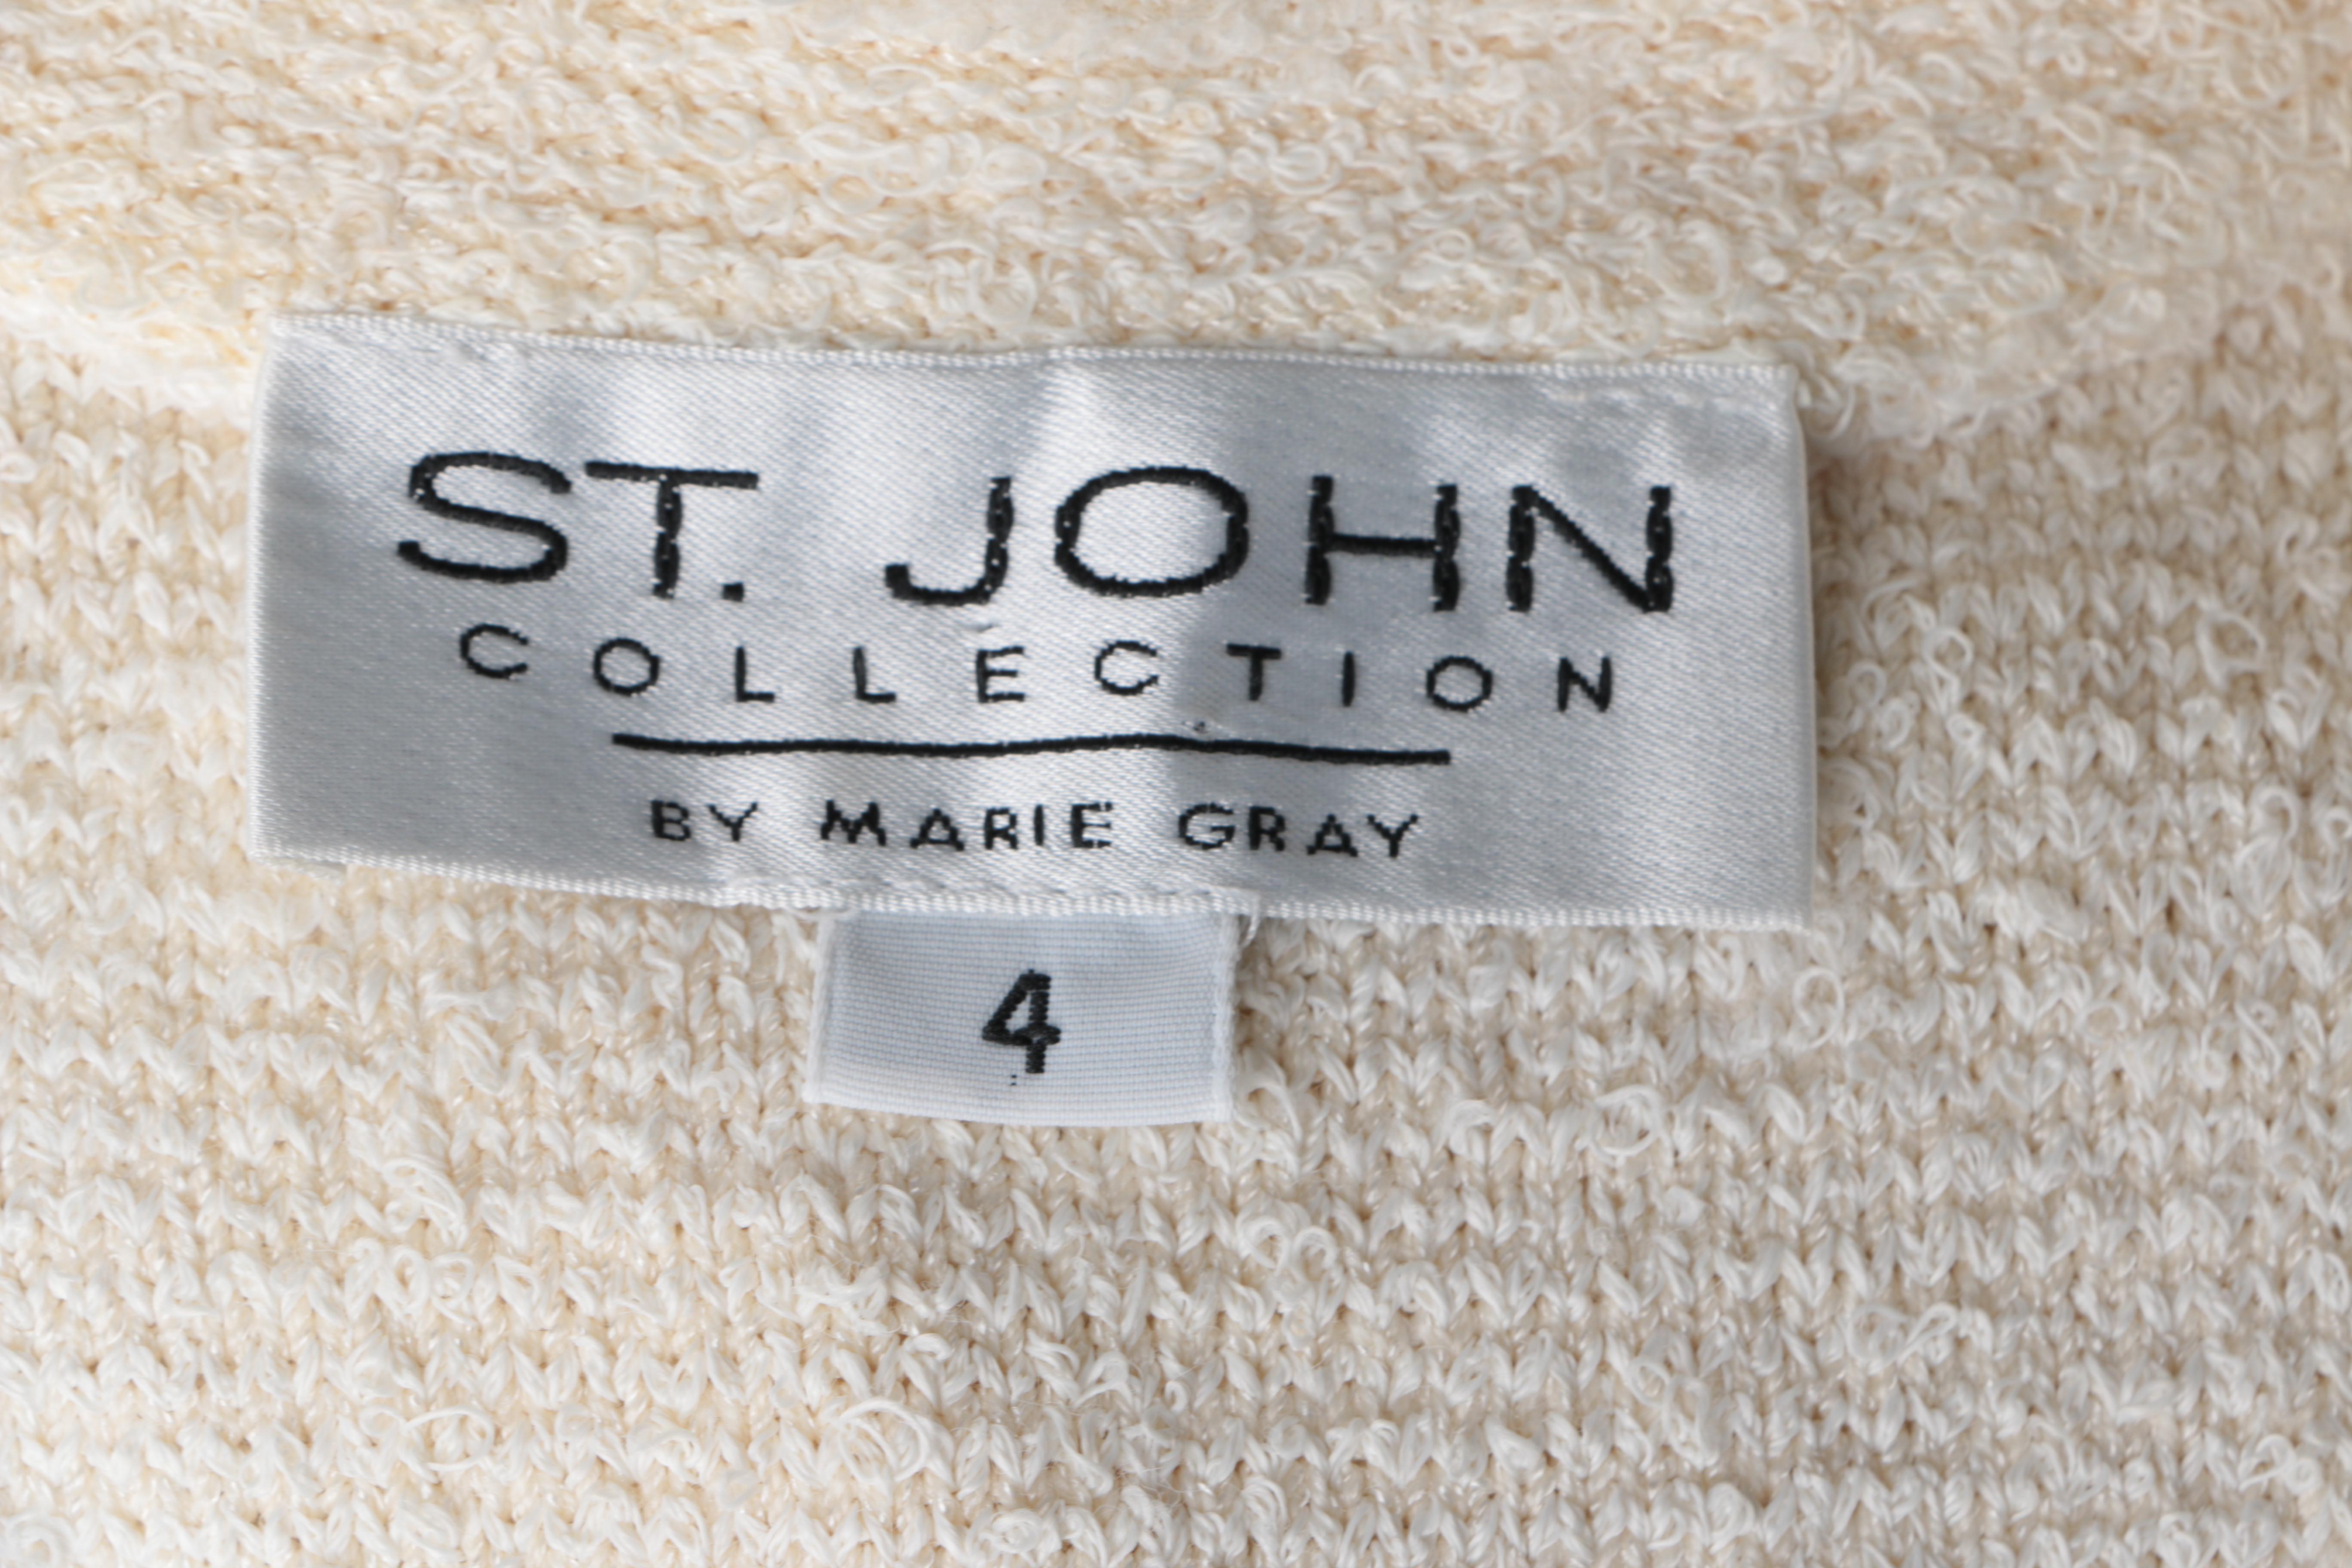 ST. JOHN
COLLECTION
BY MARIE GRAY
4